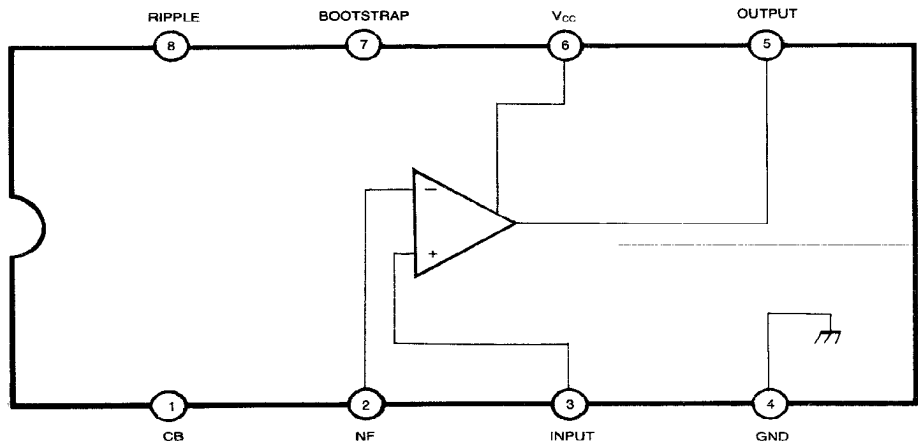 RIPPLE BOOTSTRAP VCC OUTPUT
8 7 6 5
−
+
1 2 3 4
CB NF INPUT GND